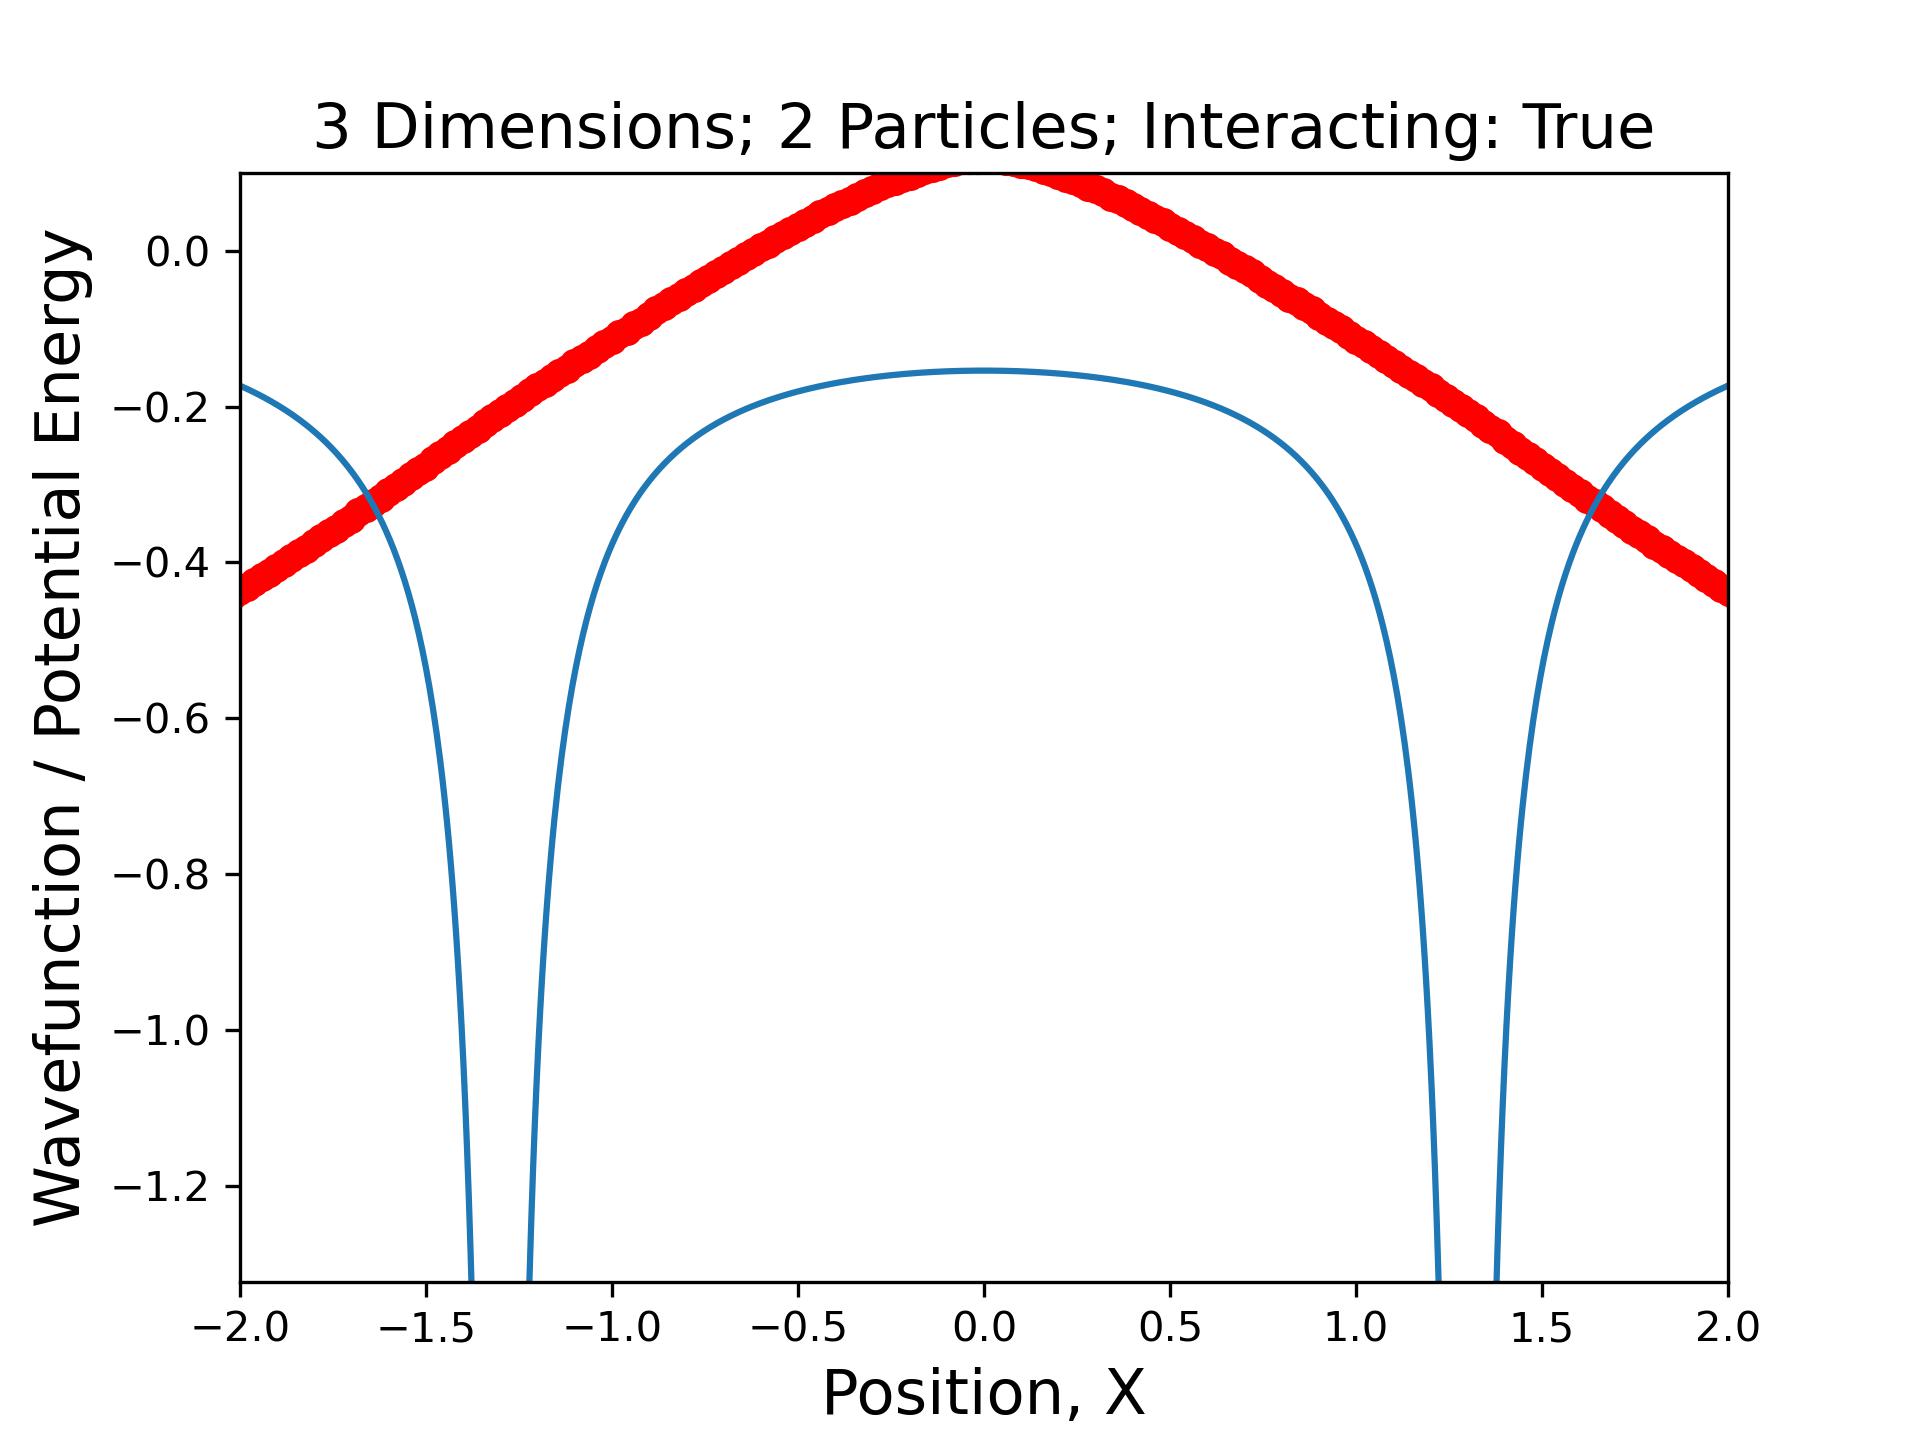 3 Dimensions; 2 Particles; Interacting: True
Wavefunction / Potential Energy
0.0
−0.2
−0.4
−0.6
−0.8
−1.0
−1.2
−2.0 −1.5 −1.0 −0.5 0.0 0.5 1.0 1.5 2.0
Position, X